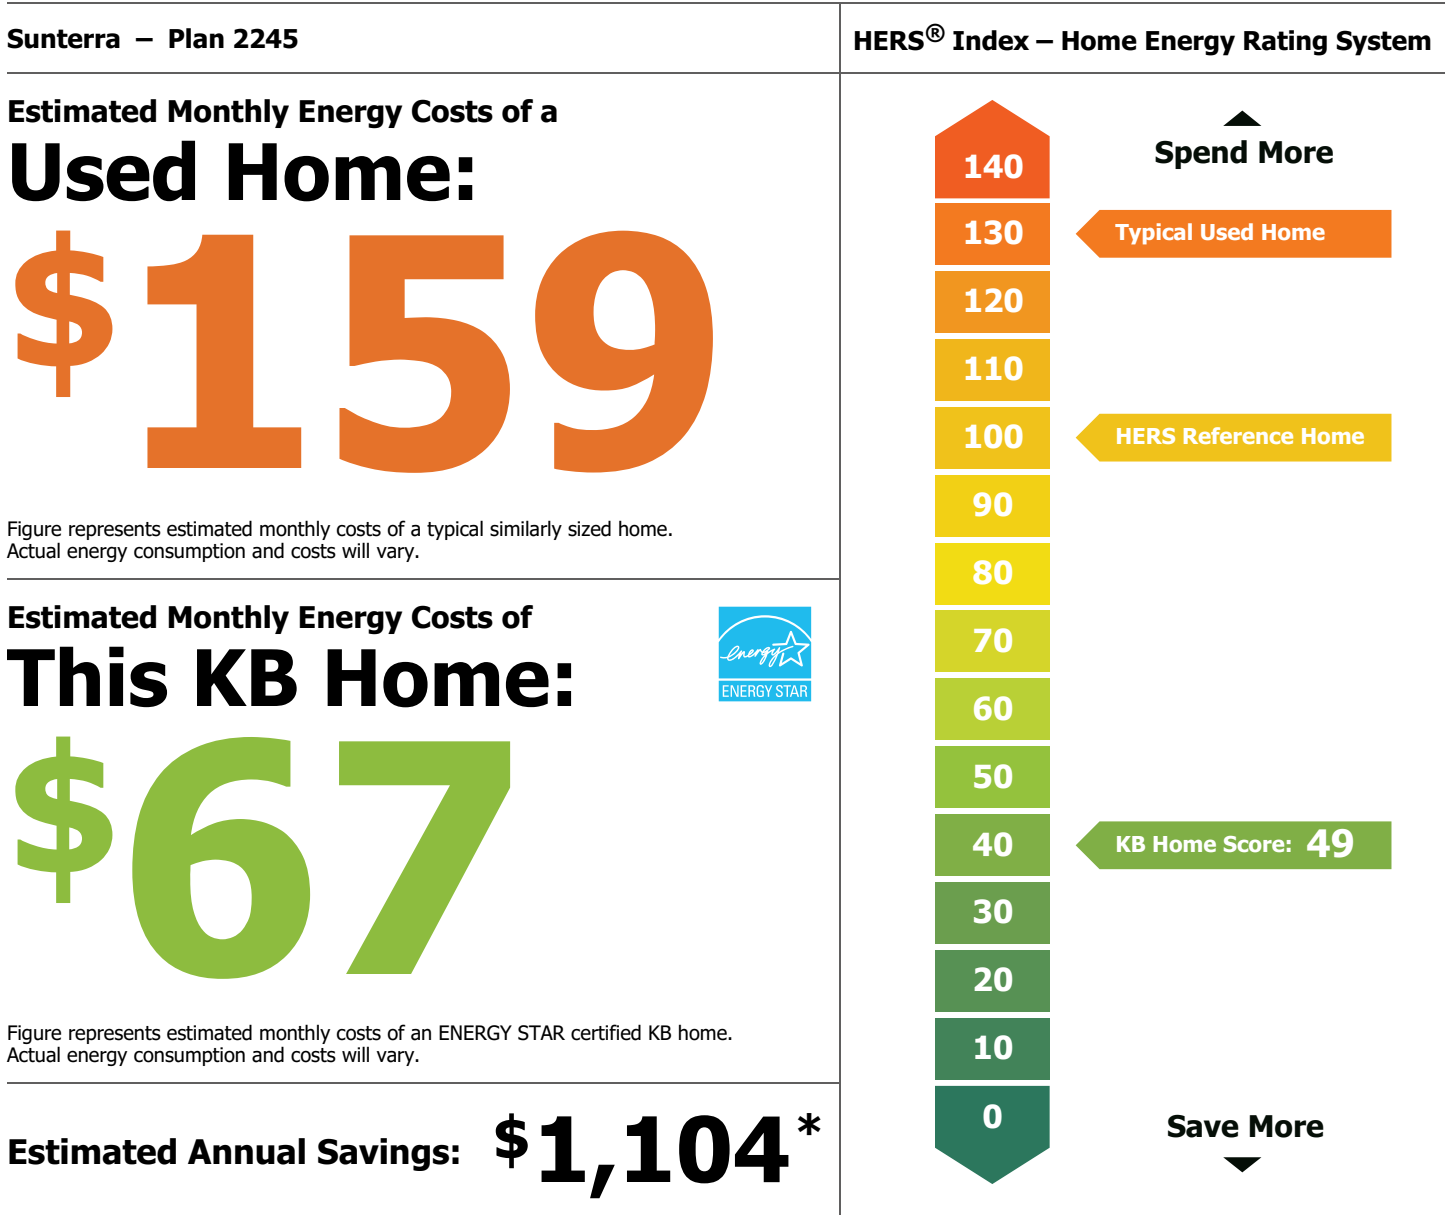 Sunterra – Plan 2245
Estimated Monthly Energy Costs of a
Used Home:
$159
Figure represents estimated monthly costs of a typical similarly sized home.
Actual energy consumption and costs will vary.
Estimated Monthly Energy Costs of
This KB Home:
energy
ENERGY STAR
$67
Figure represents estimated monthly costs of an ENERGY STAR certified KB home.
Actual energy consumption and costs will vary.
Estimated Annual Savings: $1,104*
HERS® Index – Home Energy Rating System
Spend More
140
130 Typical Used Home
120
110
100 HERS Reference Home
90
80
70
60
50
40 KB Home Score: 49
30
20
10
0
Save More